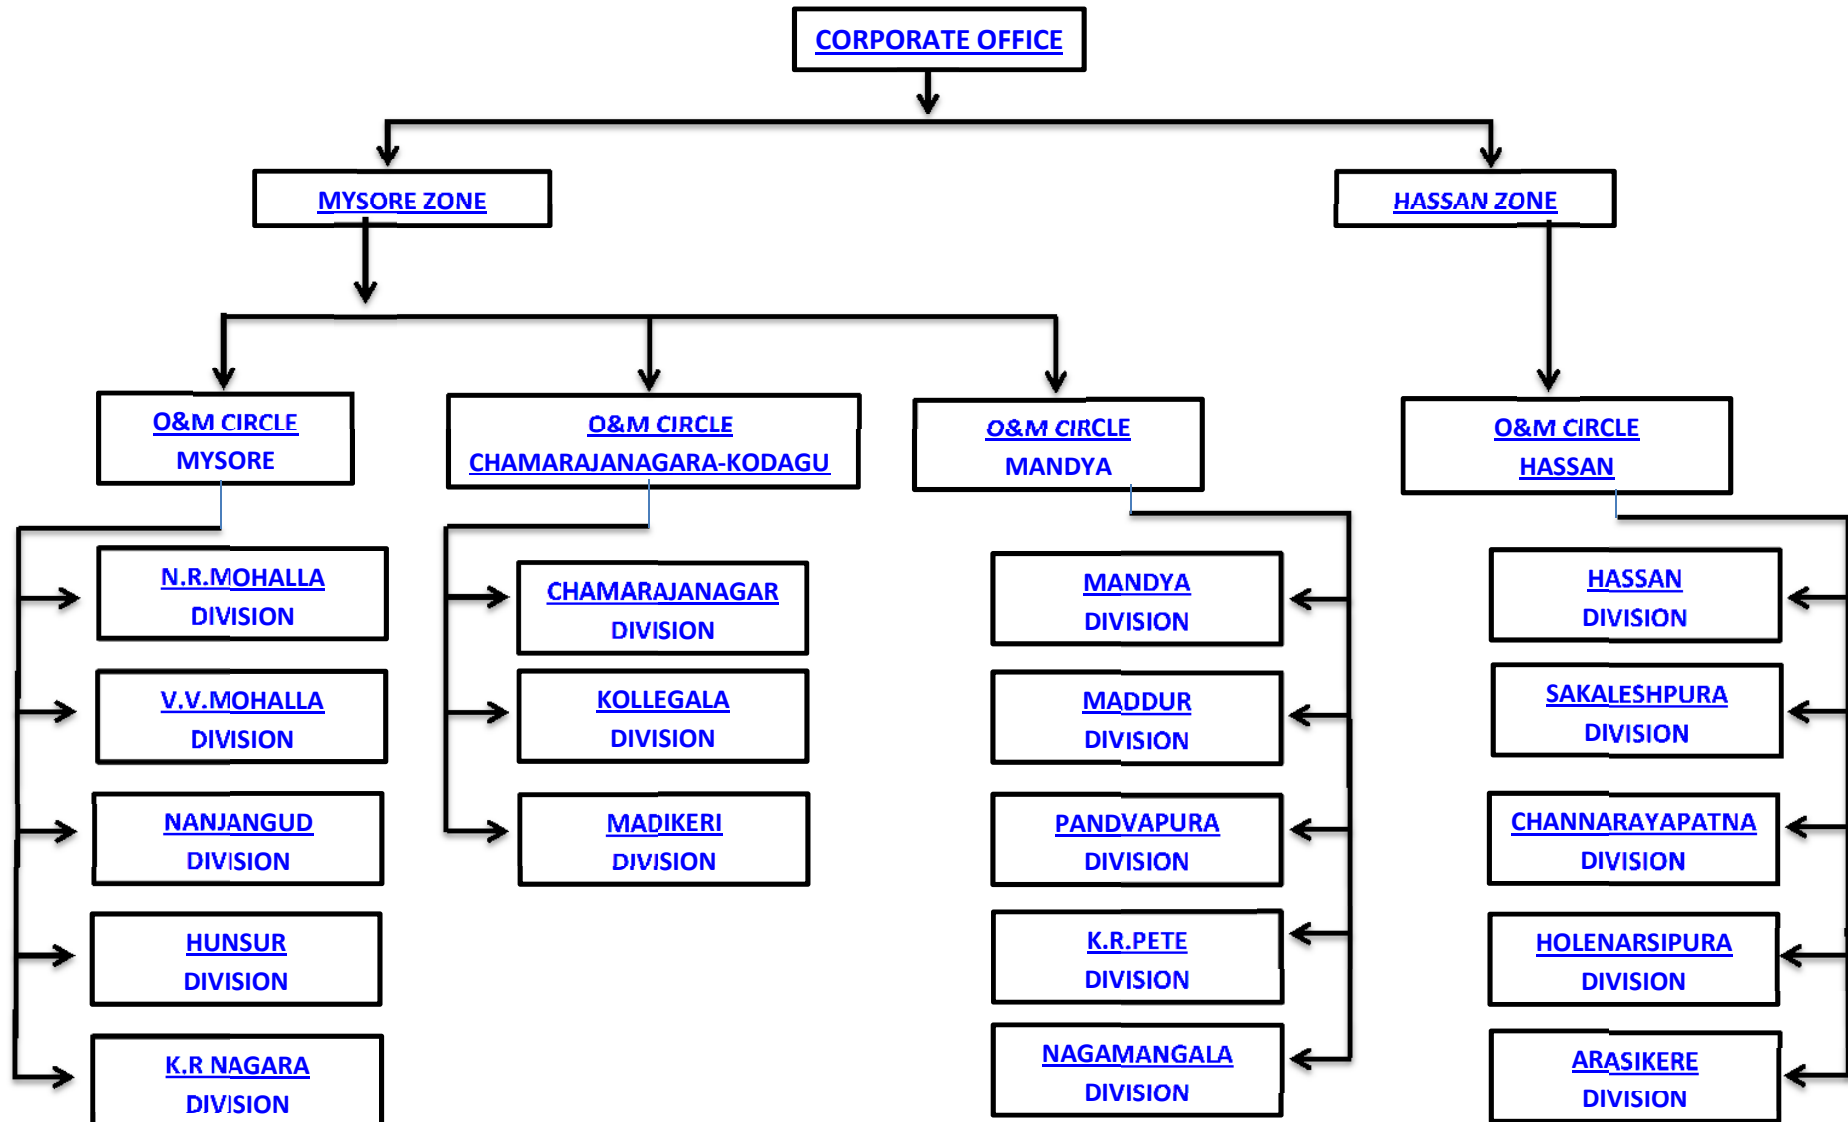 CORPORATE OFFICE
MYSORE ZONE
HASSAN ZONE
O&M CIRCLE
MYSORE
O&M CIRCLE
CHAMARAJANAGARA-KODAGU
O&M CIRCLE
MANDYA
O&M CIRCLE
HASSAN
N.R.MOHALLA
DIVISION
V.V.MOHALLA
DIVISION
NANJANGUD
DIVISION
HUNSUR
DIVISION
K.R NAGARA
DIVISION
CHAMARAJANAGAR
DIVISION
KOLLEGALA
DIVISION
MADIKERI
DIVISION
MANDYA
DIVISION
MADDUR
DIVISION
PANDVAPURA
DIVISION
K.R.PETE
DIVISION
NAGAMANGALA
DIVISION
HASSAN
DIVISION
SAKALESHPURA
DIVISION
CHANNARAYAPATNA
DIVISION
HOLENARSIPURA
DIVISION
ARASIKERE
DIVISION